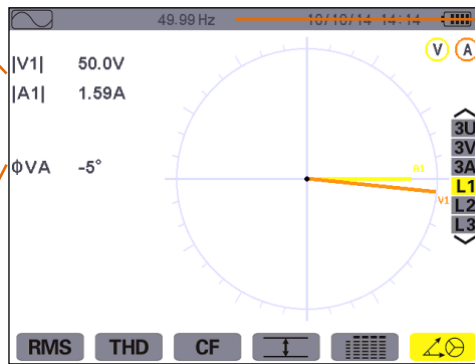 49.99 Hz 10/10/14 14:14
V A
|V1| 50.0V
|A1| 1.59A
ϕVA -5°
A1
V1
3U
3V
3A
L1
L2
L3
RMS THD CF